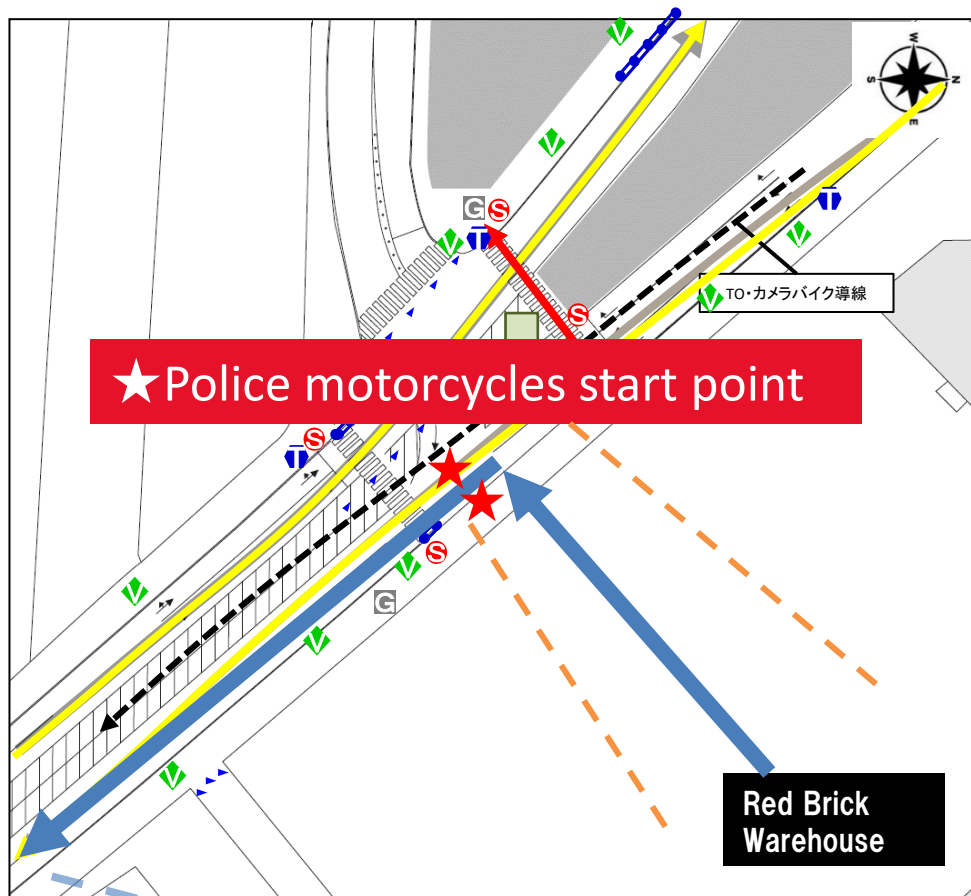 V
W
S
N
E
V
G
S
T
V
T
V
V
TO・カメラバイク導線
S
★Police motorcycles start point
S
T
S
V
V
G
V
V
Red Brick
Warehouse